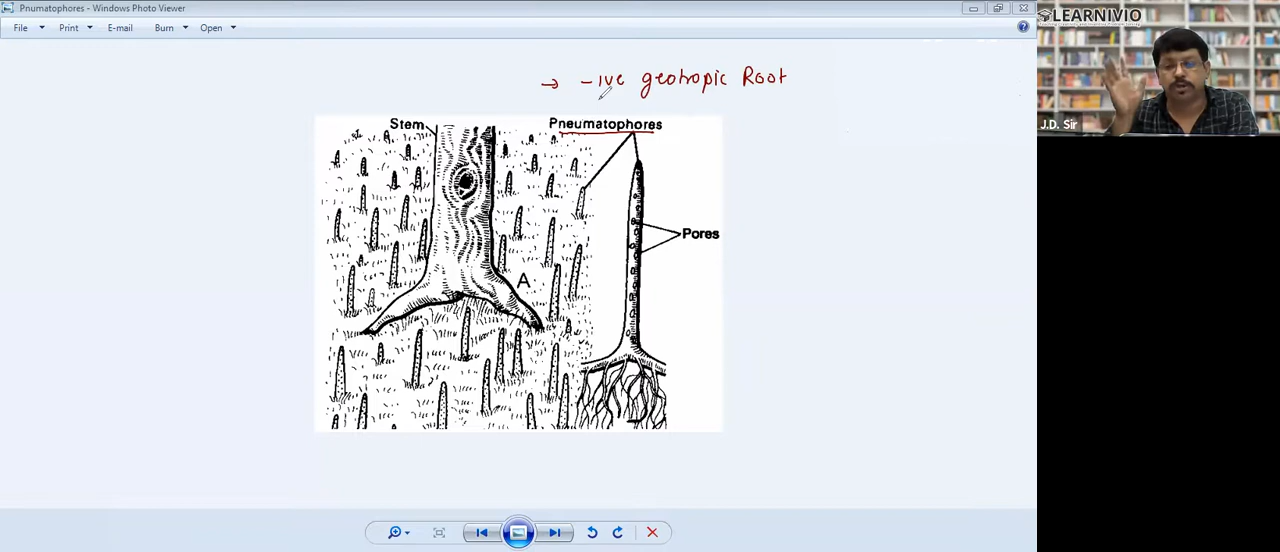 Pnumatophores - Windows Photo Viewer
File Print E-mail Burn Open
LEARNIVIO
→ -ive geotropic Root
Stem
Pneumatophores
Pores
A
J.D. Sir